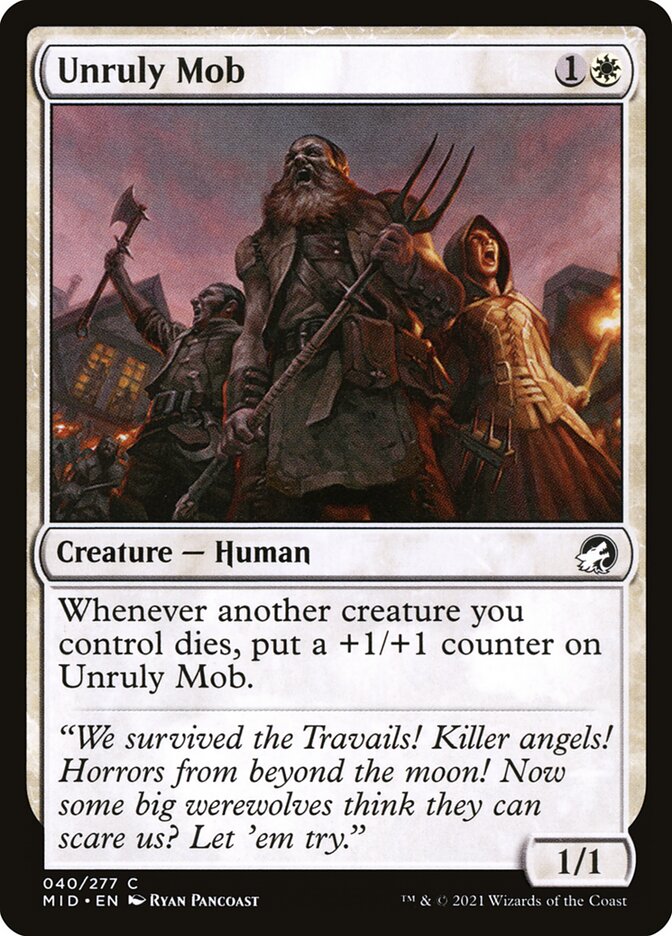 Unruly Mob 1
Creature — Human
Whenever another creature you
control dies, put a +1/+1 counter on
Unruly Mob.
“We survived the Travails! Killer angels!
Horrors from beyond the moon! Now
some big werewolves think they can
scare us? Let ’em try.”
1/1
040/277 C
MID • EN Ryan Pancoast ™ & © 2021 Wizards of the Coast